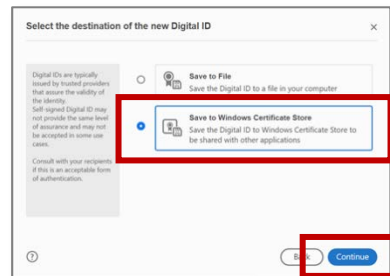 Select the destination of the new Digital ID
Digital IDs are typically
issued by trusted providers
that assure the validity of
the identity.
Self-signed Digital ID may
not provide the same level
of assurance and may not
be accepted in some use
cases.
Consult with your recipients
if this is an acceptable form
of authentication.
Save to File
Save the Digital ID to a file in your computer
Save to Windows Certificate Store
Save the Digital ID to Windows Certificate Store to
be shared with other applications
Continue